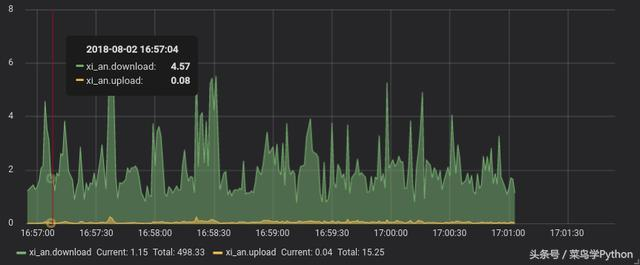 8
2018-08-02 16:57:04
xi_an.download: 4.57
xi_an.upload: 0.08
6
4
2
0
16:57:00 16:57:30 16:58:00 16:58:30 16:59:00 16:59:30 17:00:00 17:00:30 17:01:00 17:01:30
xi_an.download Current: 1.15 Total: 498.33 xi_an.upload Current: 0.04 Total: 15.25
头条号 / 菜鸟学Python